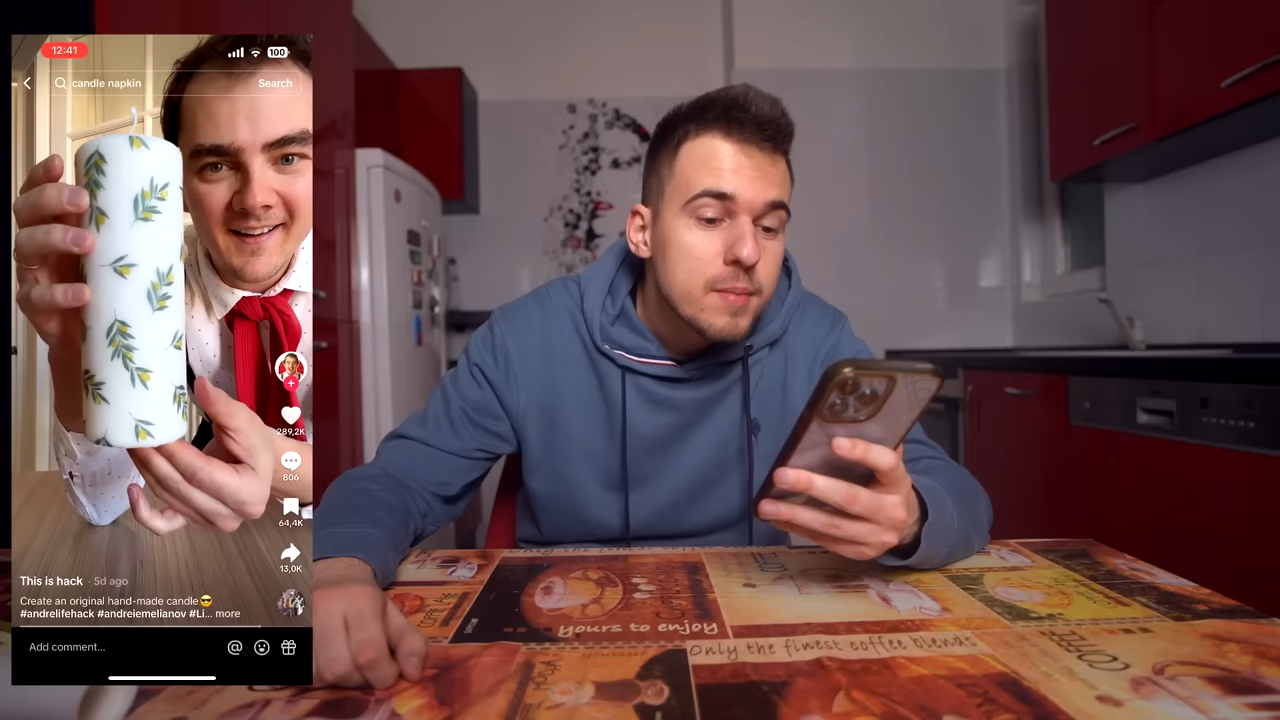 12:41
100
candle napkin
Search
289,2K
806
64,4K
13,0K
This is hack · 5d ago
Create an original hand-made candle😎
#andrelifehack #andreiemelianov #Li... more
Add comment...
yours to enjoy
Only the finest coffee blends
COFFEE